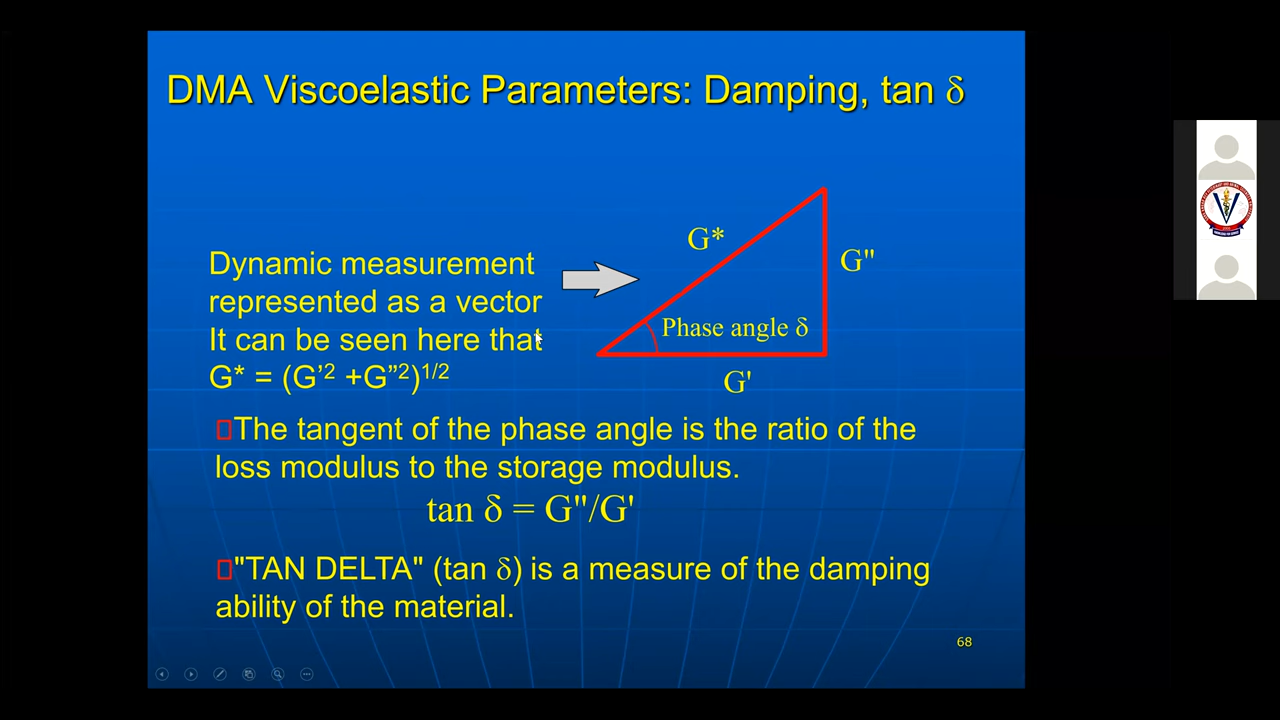 DMA Viscoelastic Parameters: Damping, tan δ
Dynamic measurement
represented as a vector
It can be seen here that
G* = (G’² +G”²)¹/²
G*
G"
Phase angle δ
G'
The tangent of the phase angle is the ratio of the
loss modulus to the storage modulus.
tan δ = G"/G'
"TAN DELTA" (tan δ) is a measure of the damping
ability of the material.
68
V